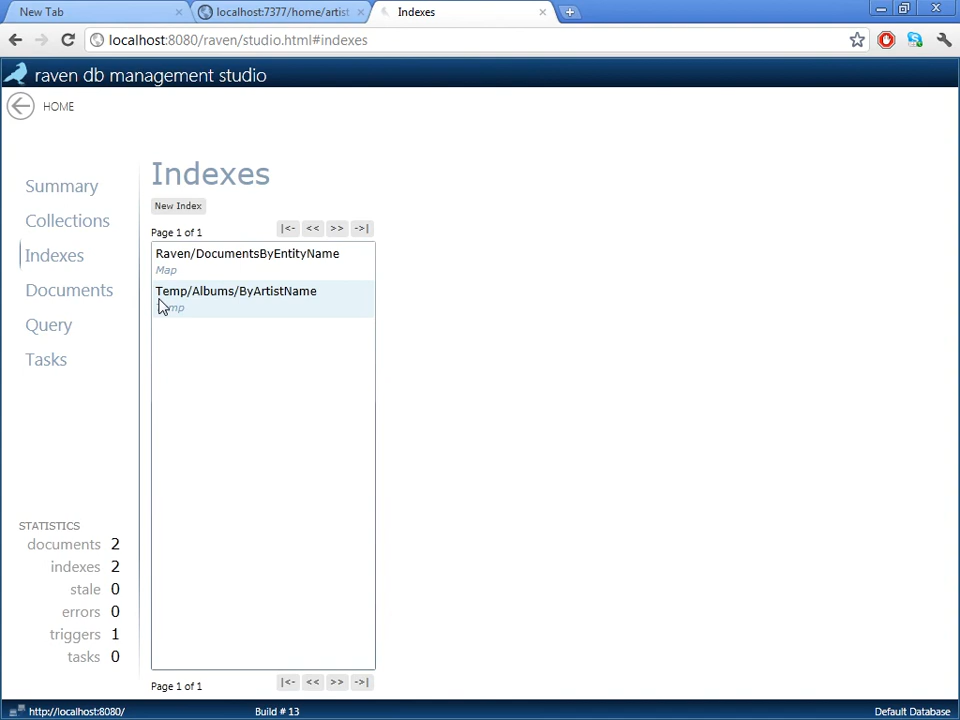 New Tab
localhost:7377/home/artist
Indexes
localhost:8080/raven/studio.html#indexes
raven db management studio
HOME
Summary
Collections
Indexes
Documents
Query
Tasks
Indexes
New Index
Page 1 of 1
|<- << >> ->|
Raven/DocumentsByEntityName
Map
Temp/Albums/ByArtistName
Page 1 of 1
|<- << >> ->|
STATISTICS
documents 2
indexes 2
stale 0
errors 0
triggers 1
tasks 0
http://localhost:8080/
Build # 13
Default Database